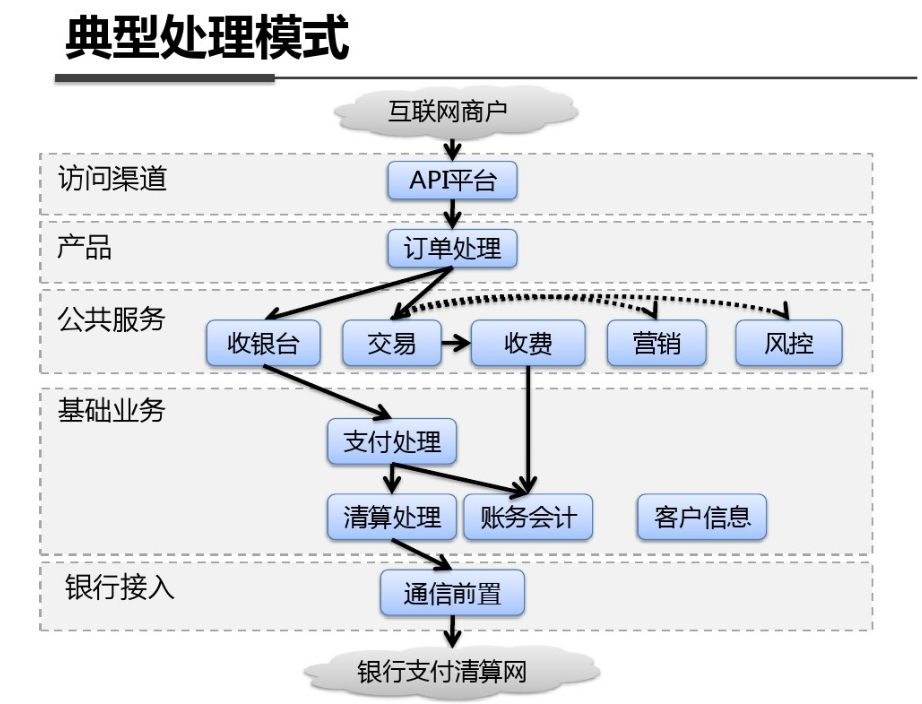 典型处理模式
互联网商户
访问渠道
API平台
产品
订单处理
公共服务
收银台
交易
收费
营销
风控
基础业务
支付处理
清算处理
账务会计
客户信息
银行接入
通信前置
银行支付清算网